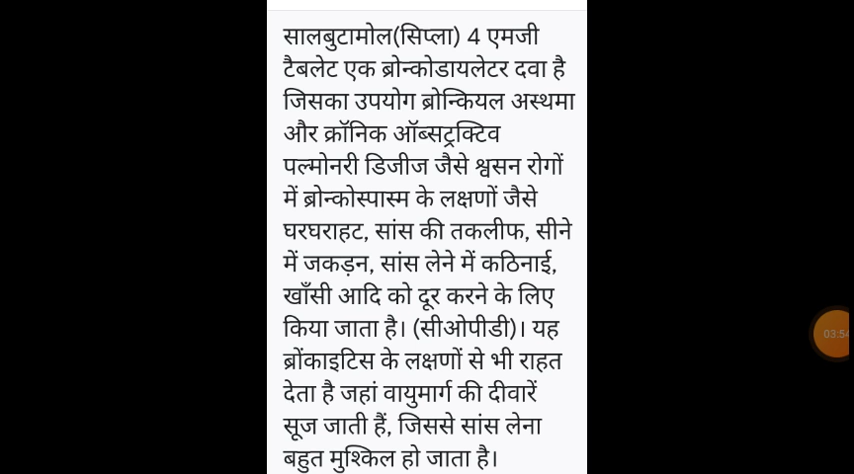 सालबुटामोल(सिप्ला) 4 एमजी
टैबलेट एक ब्रोन्कोडायलेटर दवा है
जिसका उपयोग ब्रोन्कियल अस्थमा
और क्रॉनिक ऑब्सट्रक्टिव
पल्मोनरी डिजीज जैसे श्वसन रोगों
में ब्रोन्कोस्पास्म के लक्षणों जैसे
घरघराहट, सांस की तकलीफ, सीने
में जकड़न, सांस लेने में कठिनाई,
खाँसी आदि को दूर करने के लिए
किया जाता है। (सीओपीडी)। यह
ब्रोंकाइटिस के लक्षणों से भी राहत
देता है जहां वायुमार्ग की दीवारें
सूज जाती हैं, जिससे सांस लेना
बहुत मुश्किल हो जाता है।
03:54